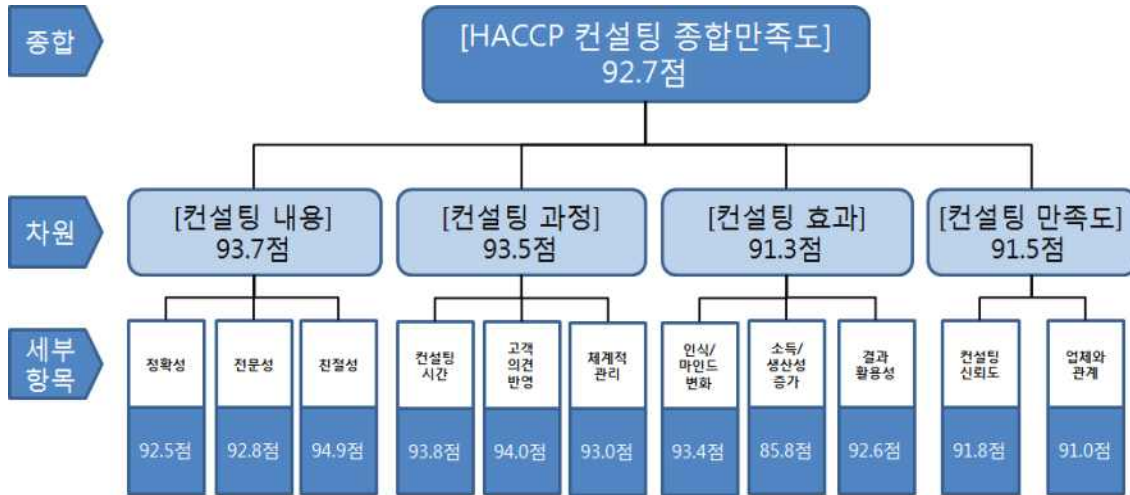 종합
[HACCP 컨설팅 종합만족도]
92.7점
차원
[컨설팅 내용]
93.7점
[컨설팅 과정]
93.5점
[컨설팅 효과]
91.3점
[컨설팅 만족도]
91.5점
세부
항목
정확성
전문성
친절성
컨설팅
시간
고객
의견
반영
체계적
관리
인식/
마인드
변화
소득/
생산성
증가
결과
활용성
컨설팅
신뢰도
업체와
관계
92.5점
92.8점
94.9점
93.8점
94.0점
93.0점
93.4점
85.8점
92.6점
91.8점
91.0점